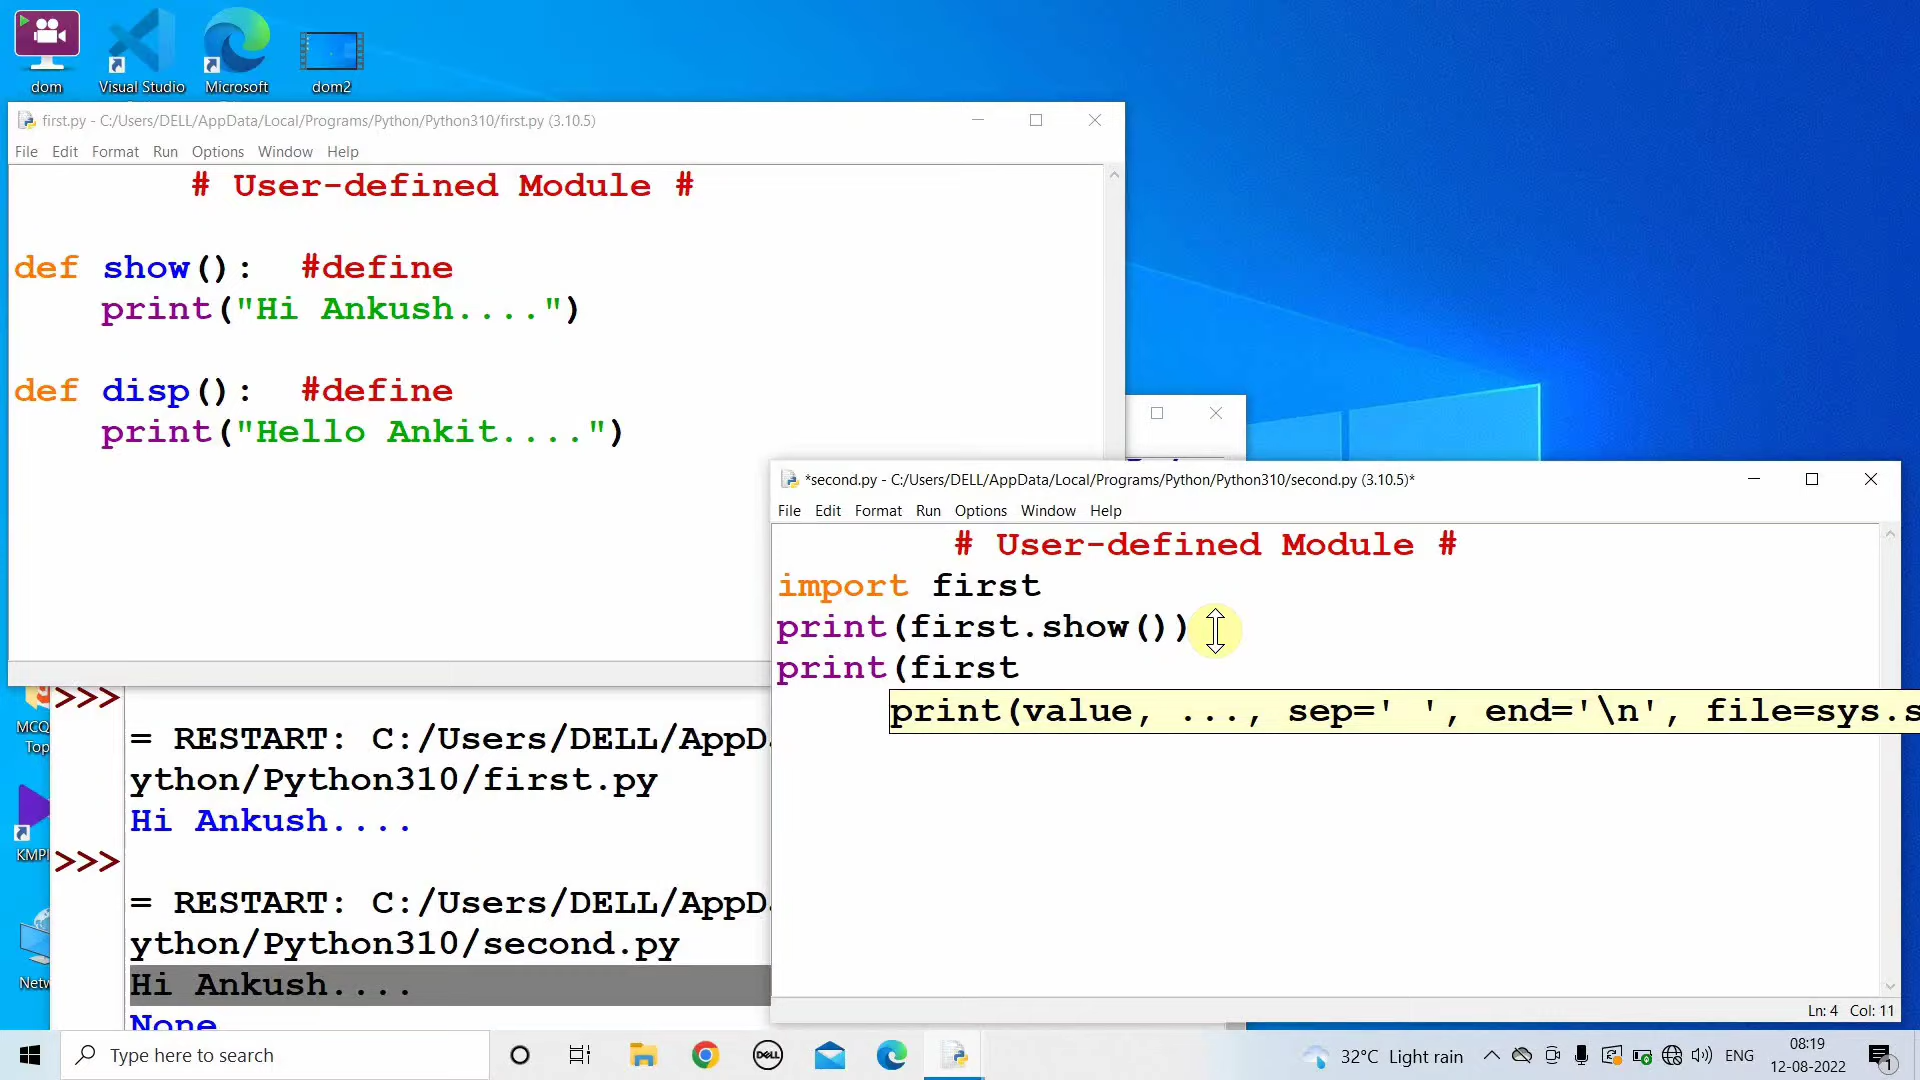 dom
Visual Studio
Microsoft
dom2
first.py - C:/Users/DELL/AppData/Local/Programs/Python/Python310/first.py (3.10.5)
File Edit Format Run Options Window Help
# User-defined Module #
def show():  #define
    print("Hi Ankush....")
def disp():  #define
    print("Hello Ankit....")
*second.py - C:/Users/DELL/AppData/Local/Programs/Python/Python310/second.py (3.10.5)*
File Edit Format Run Options Window Help
# User-defined Module #
import first
print(first.show())
print(first
print(value, ..., sep=' ', end='\n', file=sys.s
Ln: 4 Col: 11
MCQ
Top
KMPl
Netw
>>>
= RESTART: C:/Users/DELL/AppD
ython/Python310/first.py
Hi Ankush....
>>>
= RESTART: C:/Users/DELL/AppD
ython/Python310/second.py
Hi Ankush....
None
Type here to search
DELL
32°C Light rain
ENG
08:19
12-08-2022
1